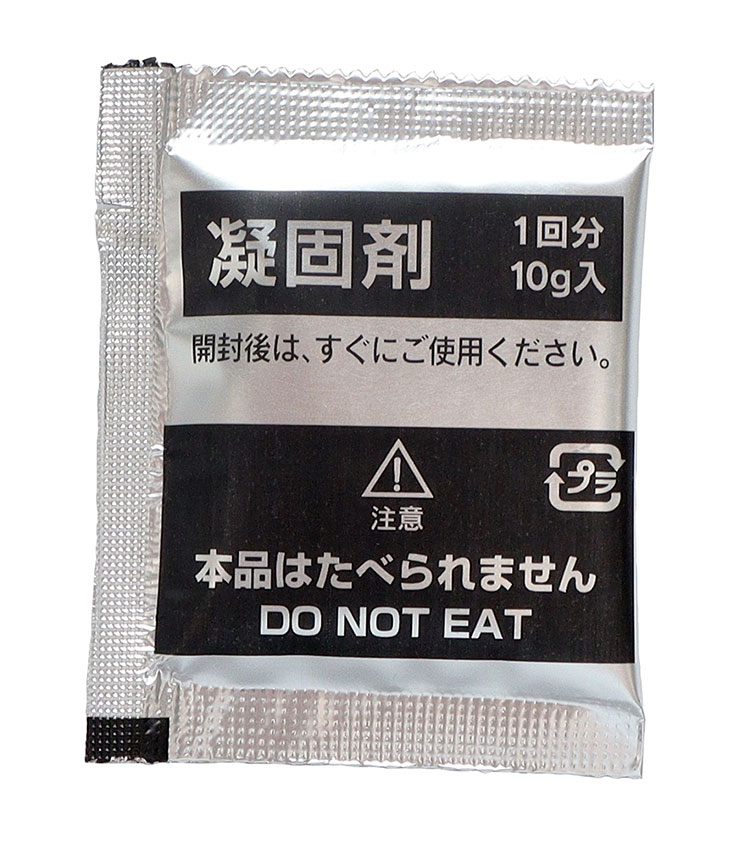 凝固剤
1回分
10g入
開封後は、すぐにご使用ください。
注意
プラ
本品はたべられません
DO NOT EAT